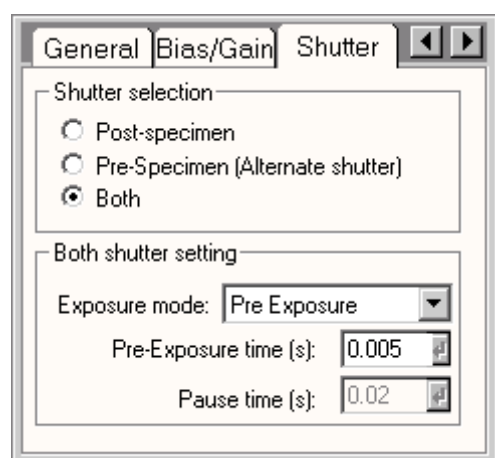 General Bias/Gain Shutter
Shutter selection
Post-specimen
Pre-Specimen (Alternate shutter)
Both
Both shutter setting
Exposure mode: Pre Exposure
Pre-Exposure time (s): 0.005
Pause time (s): 0.02